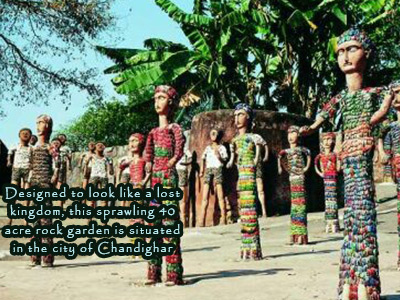 Designed to look like a lost
kingdom, this sprawling 40
acre rock garden is situated
in the city of Chandighar